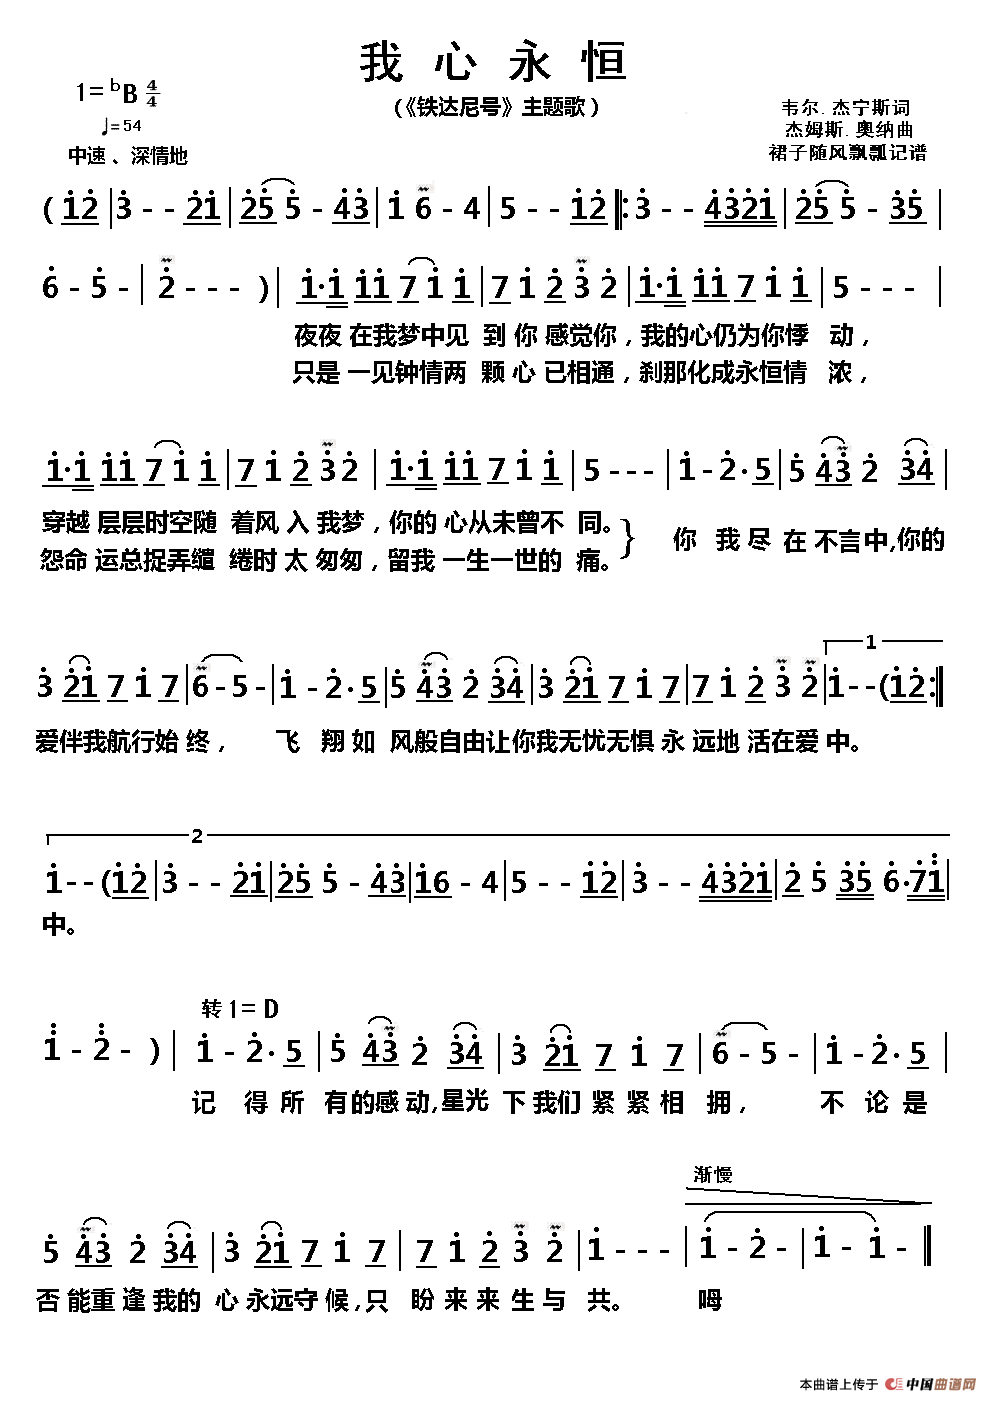 我心永恒
1=ᵇB 4/4
(《铁达尼号》主题歌)
韦尔.杰宁斯词
♩=54
杰姆斯.奥纳曲
中速、深情地
裙子随风飘飘记谱
( 1̇2̇ | 3̇ - - 2̇1̇ | 2̇5̇ 5̇ - 4̇3̇ | 1̇ 6̇ - 4 | 5 - - 1̇2̇ ‖: 3̇ - - 4̇3̇2̇1̇ | 2̇5̇ 5̇ - 3̇5̇ |
6̇ - 5̇ - | 2̇ - - - ) | 1̇·1̇ 1̇1̇ 7 1̇ 1̇ | 7 1̇ 2̇ 3̇ 2̇ | 1̇·1̇ 1̇1̇ 7 1̇ 1̇ | 5 - - - |
夜夜 在我梦中见 到你 感觉你，我的心仍为你悸 动，
只是 一见钟情两 颗心 已相通，刹那化成永恒情 浓，
1̇·1̇ 1̇1̇ 7 1̇ 1̇ | 7 1̇ 2̇ 3̇ 2̇ | 1̇·1̇ 1̇1̇ 7 1̇ 1̇ | 5 - - - | 1̇ - 2̇· 5 | 5̇ 4̇3̇ 2̇ 3̇4̇ |
穿越 层层时空随 着风 入 我梦，你的 心从未曾不 同。
你 我尽 在 不言中,你的
怨命 运总捉弄缱 绻时 太 匆匆，留我 一生一世的 痛。
1
3̇ 2̇1̇ 7 1̇ 7 | 6̇ - 5̇ - | 1̇ - 2̇· 5 | 5̇ 4̇3̇ 2̇ 3̇4̇ | 3̇ 2̇1̇ 7 1̇ 7 | 7 1̇ 2̇ 3̇ 2̇ | 1̇ - - (1̇2̇ :‖
爱伴我航行始 终， 飞 翔如 风般自由让你我无忧无惧 永 远地 活在爱 中。
2
1̇ - - (1̇2̇ | 3̇ - - 2̇1̇ | 2̇5̇ 5̇ - 4̇3̇ | 1̇6 - 4 | 5 - - 1̇2̇ | 3̇ - - 4̇3̇2̇1̇ | 2̇ 5̇ 3̇5̇ 6̇·7̇1̈ |
中。
转1=D
1̈ - 2̈ - ) | 1̇ - 2̇· 5 | 5̇ 4̇3̇ 2̇ 3̇4̇ | 3̇ 2̇1̇ 7 1̇ 7 | 6̇ - 5̇ - | 1̇ - 2̇· 5 |
记 得 所 有的感动,星光 下我们 紧 紧 相 拥， 不 论 是
渐慢
5̇ 4̇3̇ 2̇ 3̇4̇ | 3̇ 2̇1̇ 7 1̇ 7 | 7 1̇ 2̇ 3̇ 2̇ | 1̇ - - - | 1̇ - 2̇ - | 1̇ - 1̇ - ‖
否 能重 逢 我的 心 永远守 候,只 盼 来 来 生 与 共。 呣
本曲谱上传于 中国曲谱网